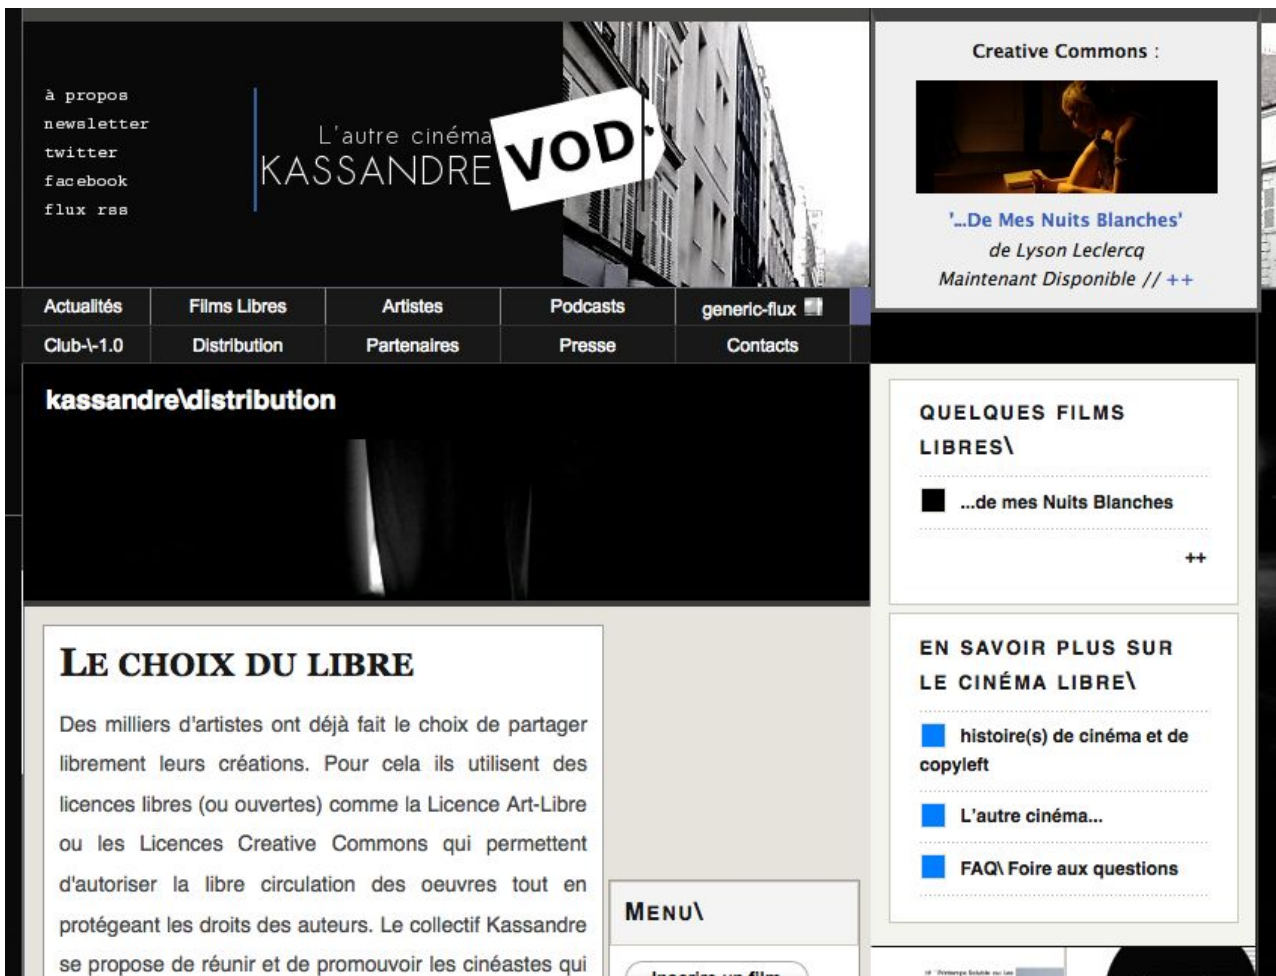 à propos
newsletter
twitter
facebook
flux rss
L'autre cinéma
KASSANDRE
VOD
Creative Commons :
'...De Mes Nuits Blanches'
de Lyson Leclercq
Maintenant Disponible // ++
Actualités Films Libres Artistes Podcasts generic-flux
Club-\-1.0 Distribution Partenaires Presse Contacts
kassandre\distribution
LE CHOIX DU LIBRE
Des milliers d'artistes ont déjà fait le choix de partager
librement leurs créations. Pour cela ils utilisent des
licences libres (ou ouvertes) comme la Licence Art-Libre
ou les Licences Creative Commons qui permettent
d'autoriser la libre circulation des oeuvres tout en
protégeant les droits des auteurs. Le collectif Kassandre
se propose de réunir et de promouvoir les cinéastes qui
MENU\
Inscrire un film
QUELQUES FILMS
LIBRES\
...de mes Nuits Blanches
++
EN SAVOIR PLUS SUR
LE CINÉMA LIBRE\
histoire(s) de cinéma et de
copyleft
L'autre cinéma...
FAQ\ Foire aux questions